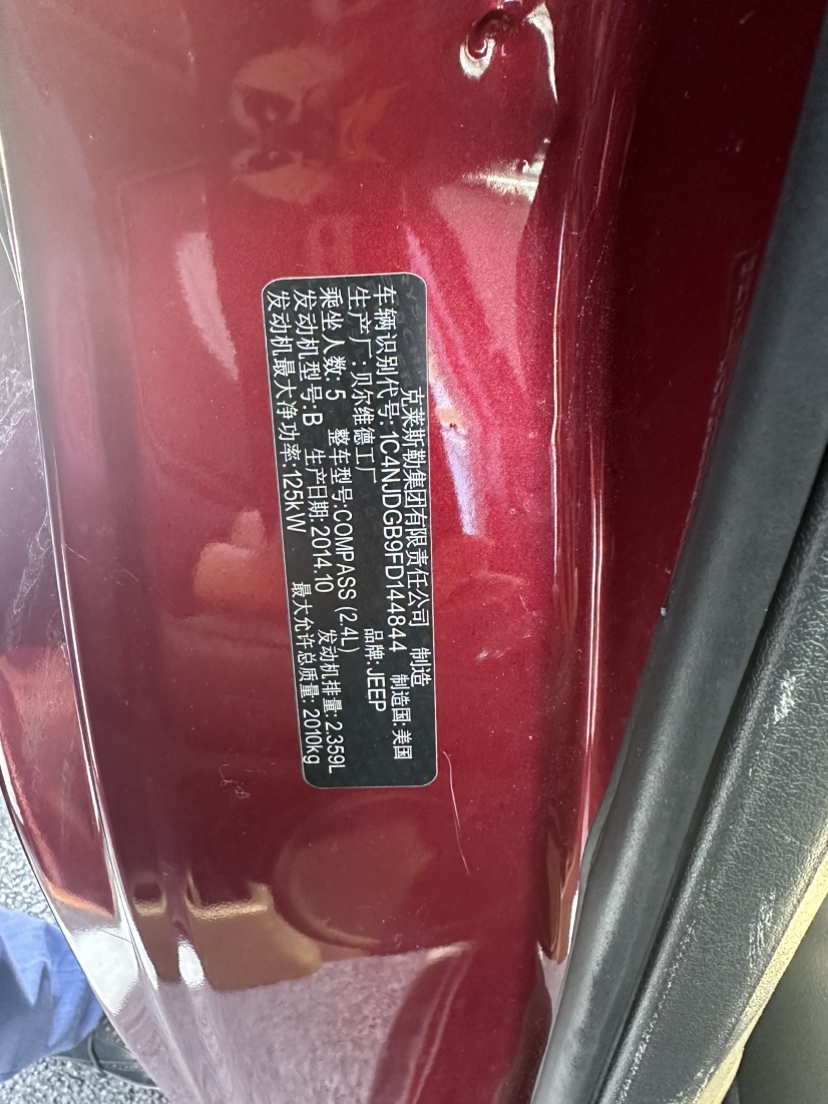 克莱斯勒集团有限责任公司 制造
车辆识别代号: 1C4NJDGB9FD144844 制造国: 美国
生产厂: 贝尔维德工厂 品牌: JEEP
乘坐人数: 5 整车型号:COMPASS (2.4L) 发动机排量: 2.359L
发动机型号:B 生产日期: 2014.10 最大允许总质量: 2010kg
发动机最大净功率:125kW